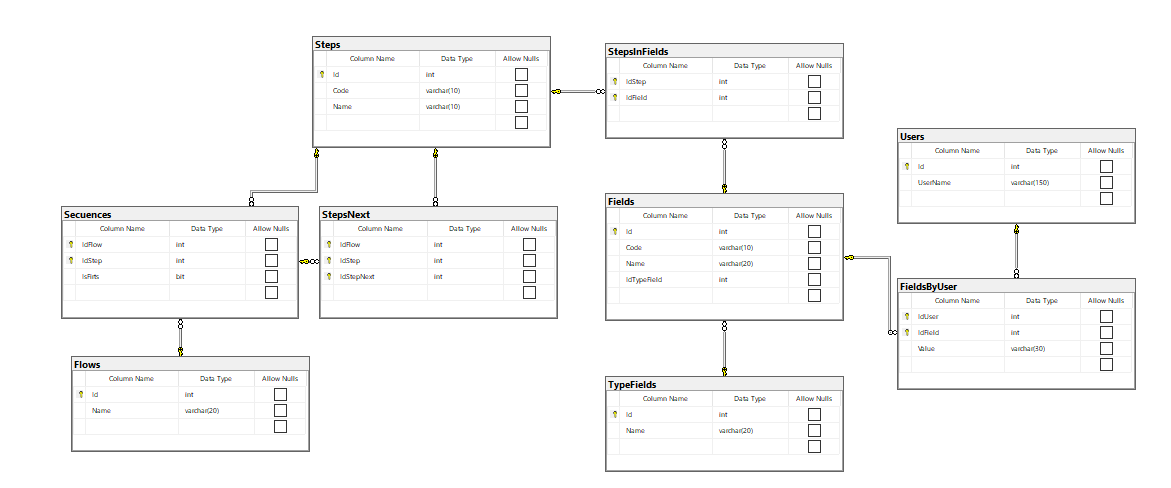 Steps
Column Name Data Type Allow Nulls
Id int
Code varchar(10)
Name varchar(10)
StepsInFields
Column Name Data Type Allow Nulls
IdStep int
IdField int
Users
Column Name Data Type Allow Nulls
Id int
UserName varchar(150)
Secuences
Column Name Data Type Allow Nulls
IdFlow int
IdStep int
IsFirts bit
StepsNext
Column Name Data Type Allow Nulls
IdFlow int
IdStep int
IdStepNext int
Fields
Column Name Data Type Allow Nulls
Id int
Code varchar(10)
Name varchar(20)
IdTypeField int
FieldsByUser
Column Name Data Type Allow Nulls
IdUser int
IdField int
Value varchar(80)
Flows
Column Name Data Type Allow Nulls
Id int
Name varchar(20)
TypeFields
Column Name Data Type Allow Nulls
Id int
Name varchar(20)